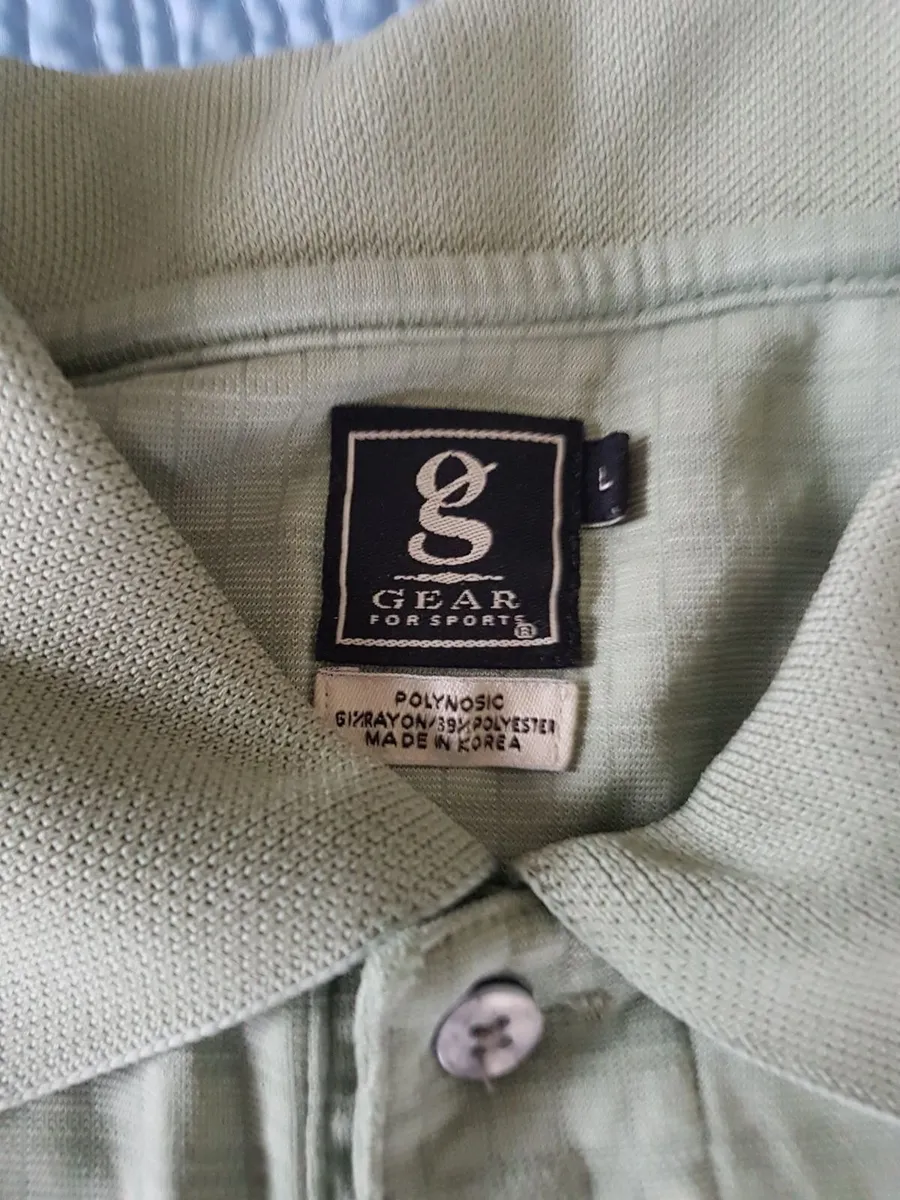 g
GEAR
FOR SPORTS®
L
POLYNOSIC
61%RAYON/39%POLYESTER
MADE IN KOREA